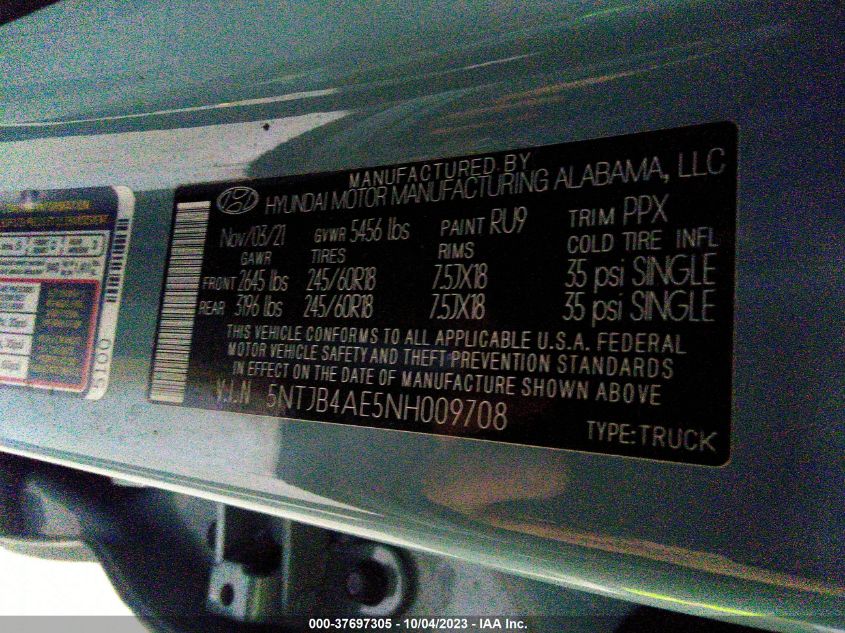 MANUFACTURED BY
HYUNDAI MOTOR MANUFACTURING ALABAMA, LLC
Nov/03/21 GVWR 5456 lbs PAINT RU9 TRIM PPX
GAWR TIRES RIMS COLD TIRE INFL
FRONT 2645 lbs 245/60R18 7.5JX18 35 psi SINGLE
REAR 3196 lbs 245/60R18 7.5JX18 35 psi SINGLE
THIS VEHICLE CONFORMS TO ALL APPLICABLE U.S.A. FEDERAL
MOTOR VEHICLE SAFETY AND THEFT PREVENTION STANDARDS
IN EFFECT ON THE DATE OF MANUFACTURE SHOWN ABOVE
V.I.N 5NTJB4AE5NH009708
TYPE:TRUCK
5100
000-37697305 - 10/04/2023 - IAA Inc.